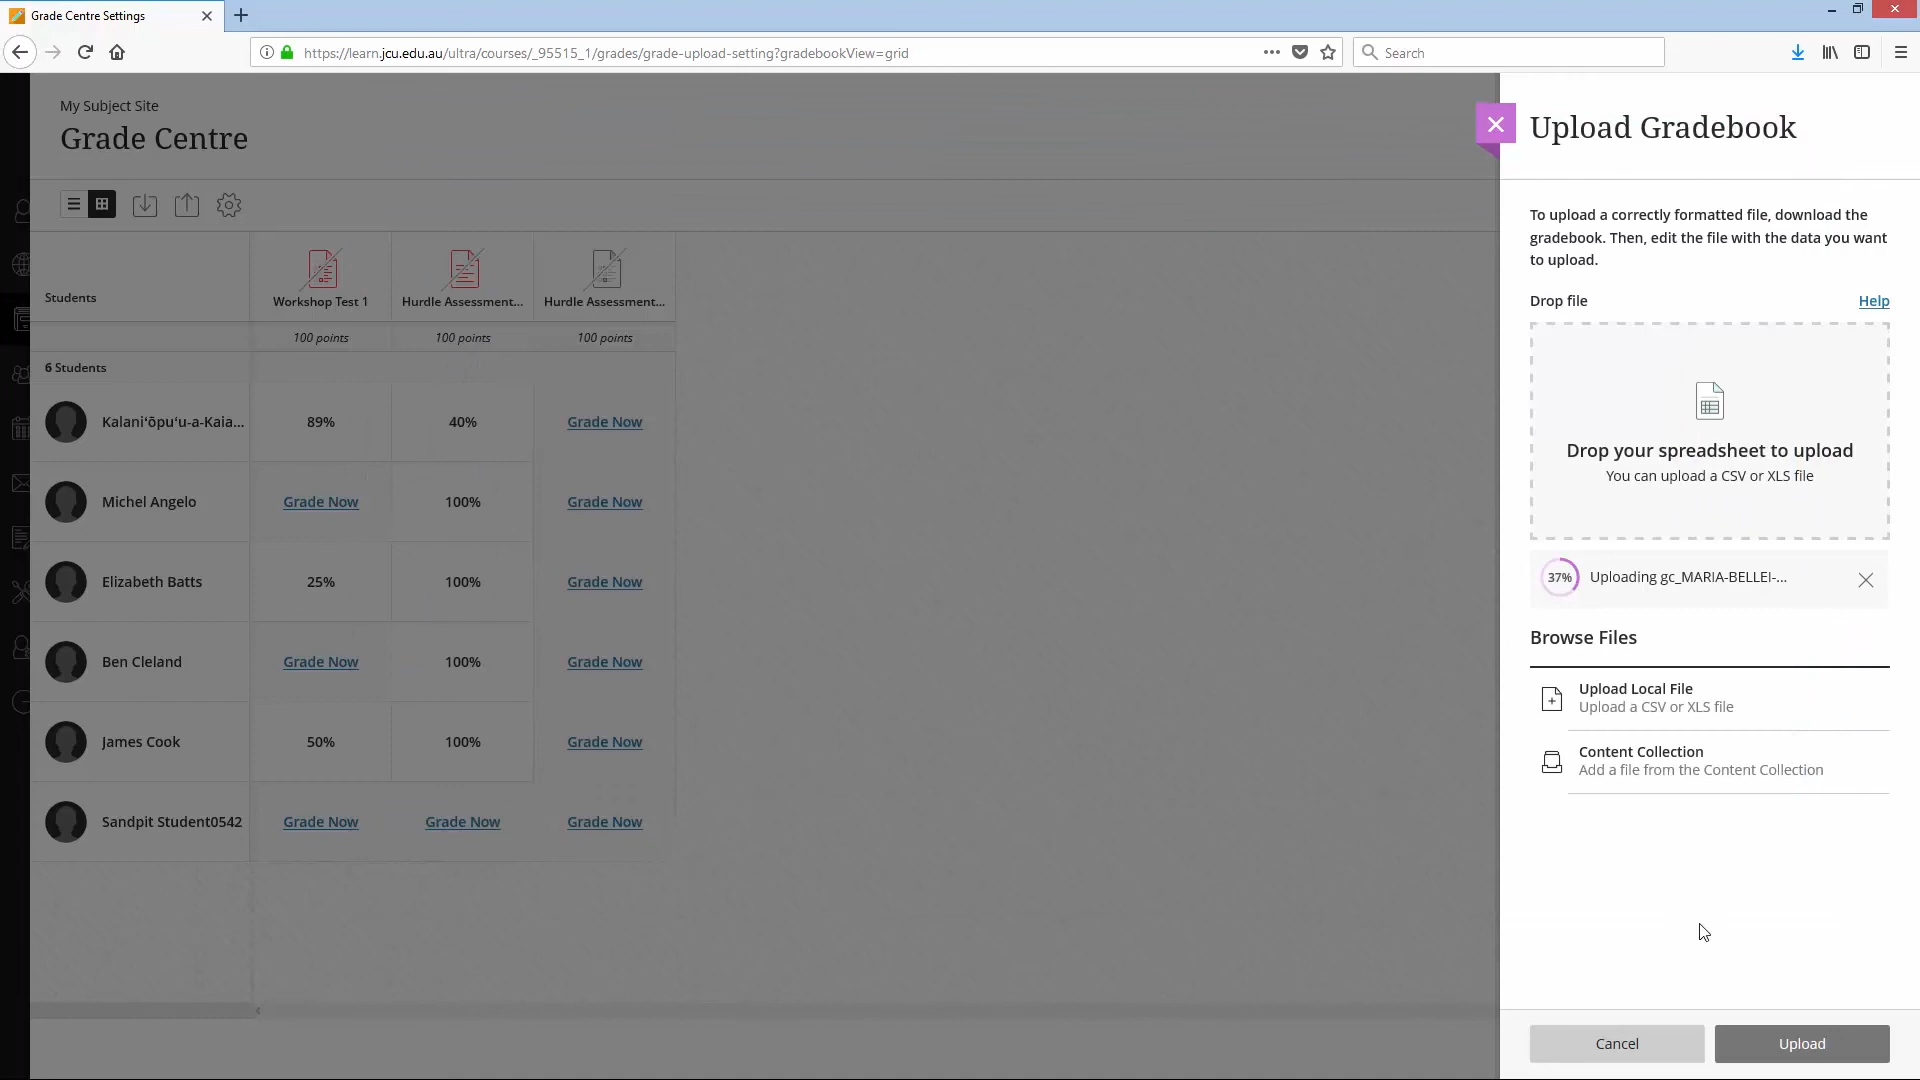 Grade Centre Settings
https://learn.jcu.edu.au/ultra/courses/_95515_1/grades/grade-upload-setting?gradebookView=grid
Search
My Subject Site
Grade Centre
Students
Workshop Test 1
Hurdle Assessment...
Hurdle Assessment...
100 points
100 points
100 points
6 Students
Kalaniʻōpuʻu-a-Kaia...
89%
40%
Grade Now
Michel Angelo
Grade Now
100%
Grade Now
Elizabeth Batts
25%
100%
Grade Now
Ben Cleland
Grade Now
100%
Grade Now
James Cook
50%
100%
Grade Now
Sandpit Student0542
Grade Now
Grade Now
Grade Now
Upload Gradebook
To upload a correctly formatted file, download the
gradebook. Then, edit the file with the data you want
to upload.
Drop file
Help
Drop your spreadsheet to upload
You can upload a CSV or XLS file
37%
Uploading gc_MARIA-BELLEI-...
Browse Files
Upload Local File
Upload a CSV or XLS file
Content Collection
Add a file from the Content Collection
Cancel
Upload